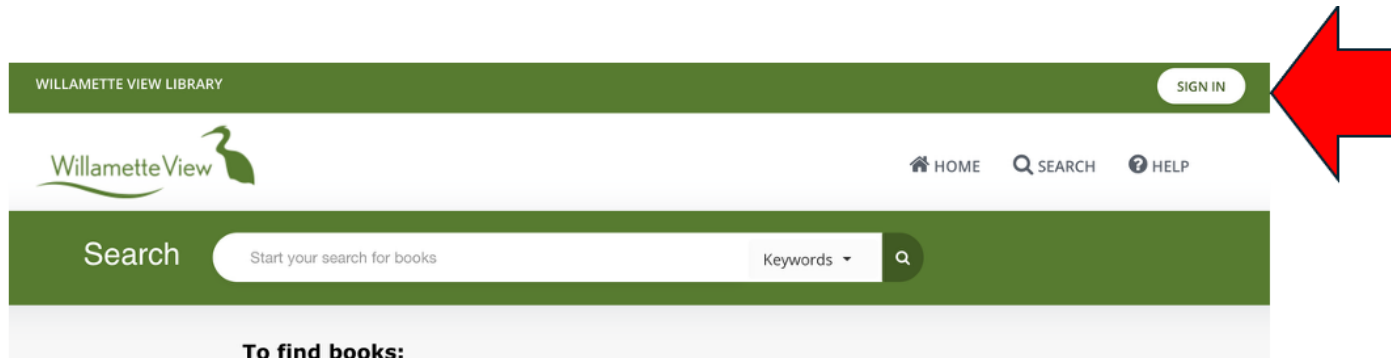 WILLAMETTE VIEW LIBRARY
SIGN IN
Willamette View
HOME SEARCH HELP
Search Start your search for books Keywords
To find books: